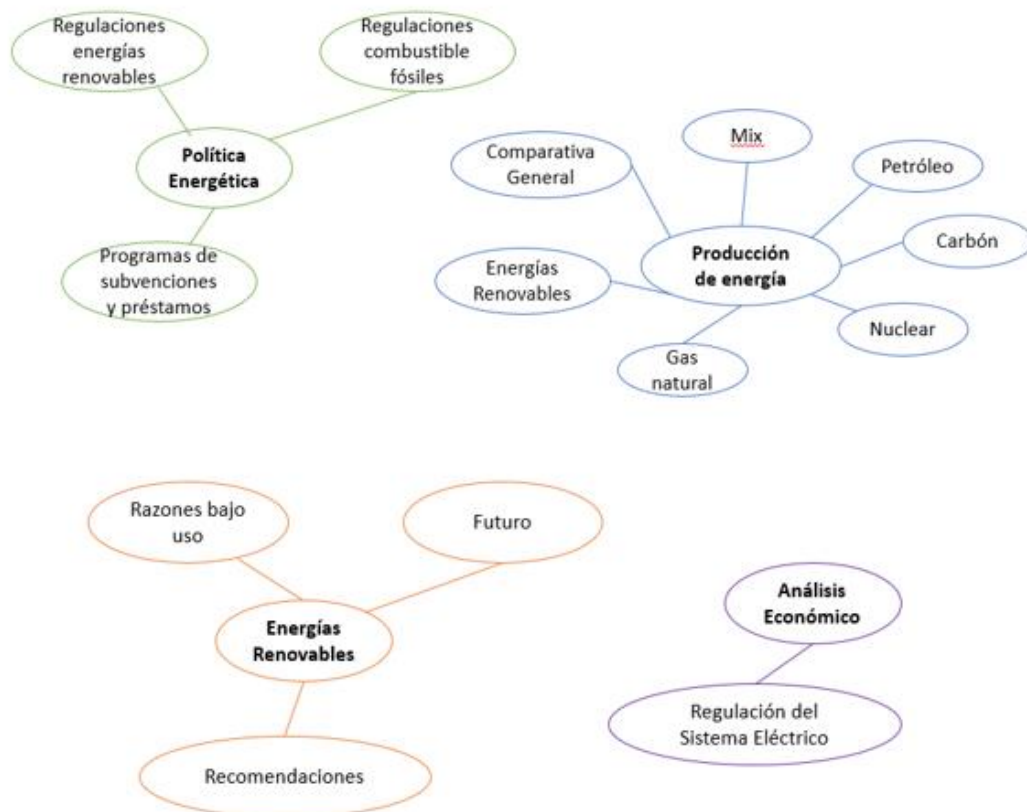 Regulaciones
energías
renovables
Regulaciones
combustible
fósiles
Política
Energética
Programas de
subvenciones
y préstamos
Mix
Comparativa
General
Petróleo
Producción
de energía
Carbón
Energías
Renovables
Nuclear
Gas
natural
Razones bajo
uso
Futuro
Energías
Renovables
Recomendaciones
Análisis
Económico
Regulación del
Sistema Eléctrico